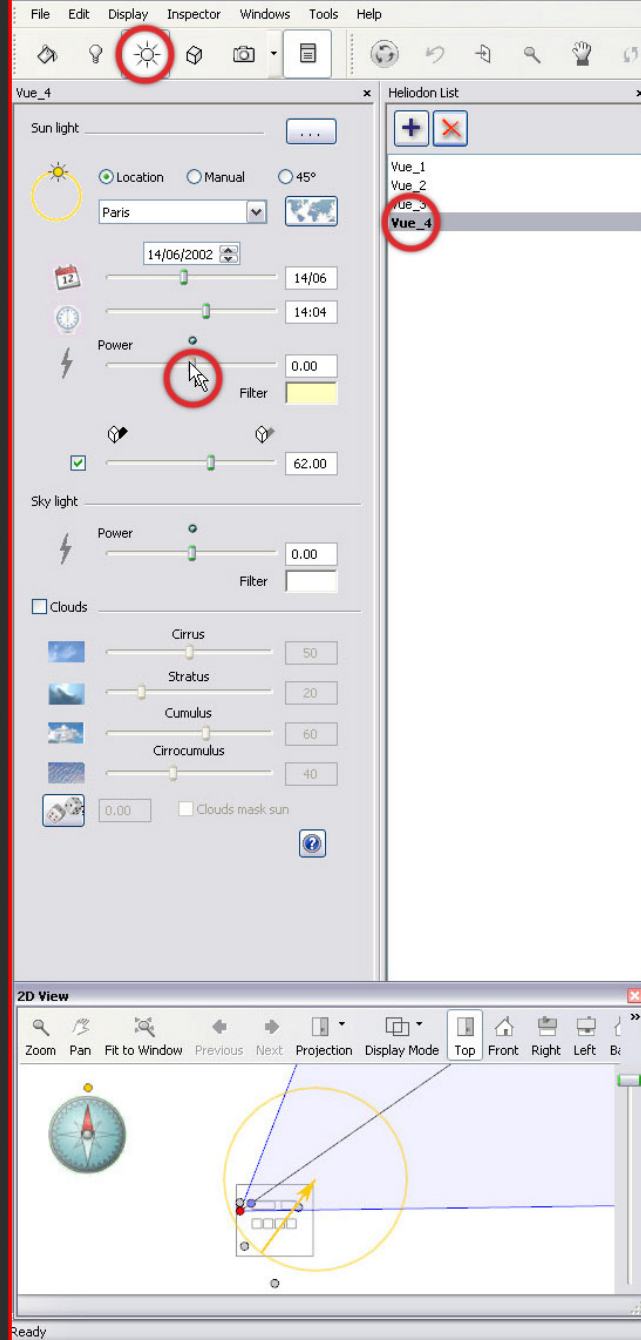 File Edit Display Inspector Windows Tools Help
Vue_4
Sun light
...
Location Manual 45°
Paris
14/06/2002
12
14/06
14:04
Power
0.00
Filter
62.00
Sky light
Power
0.00
Filter
Clouds
Cirrus
50
Stratus
20
Cumulus
60
Cirrocumulus
40
0.00 Clouds mask sun
Heliodon List
Vue_1
Vue_2
Vue_3
Vue_4
2D View
Zoom Pan Fit to Window Previous Next Projection Display Mode Top Front Right Left
Ready